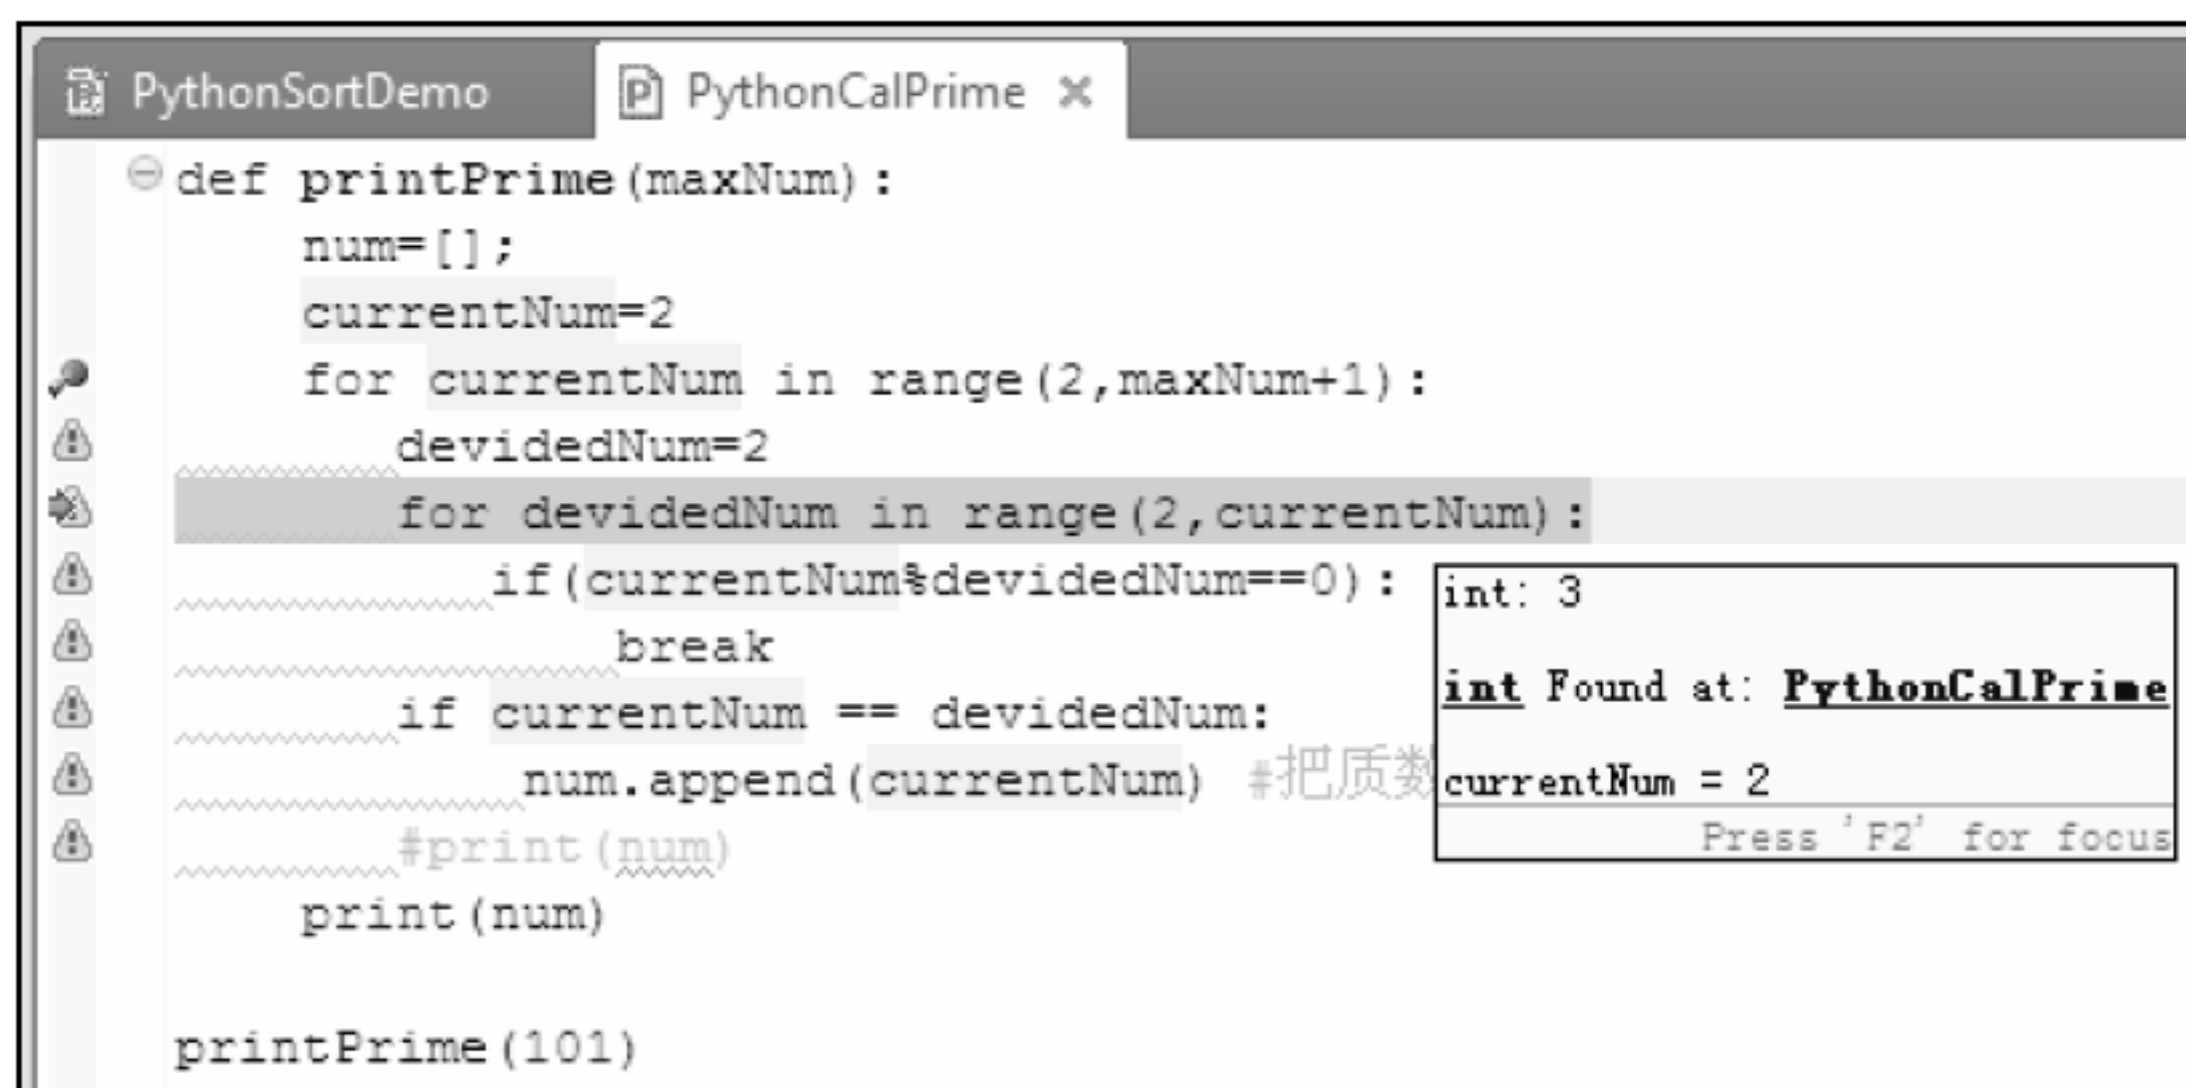 PythonSortDemo PythonCalPrime
def printPrime(maxNum):
num=[];
currentNum=2
for currentNum in range(2,maxNum+1):
devidedNum=2
for devidedNum in range(2,currentNum):
if(currentNum%devidedNum==0):
break
if currentNum == devidedNum:
num.append(currentNum) #把质数
#print(num)
print(num)
printPrime(101)
int: 3
int Found at: PythonCalPrime
currentNum = 2
Press 'F2' for focus